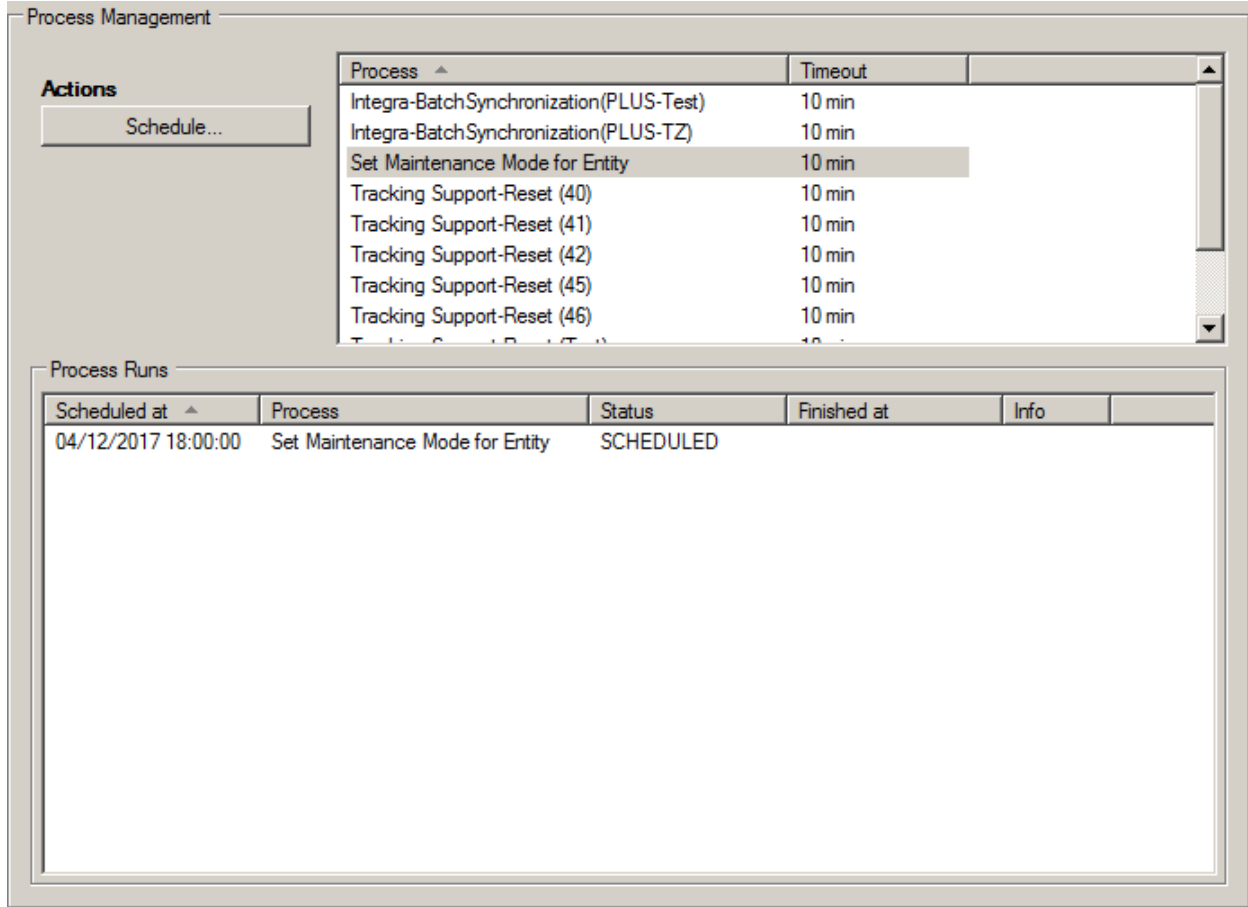 Process Management
Actions
Schedule...
Process Timeout
Integra-BatchSynchronization(PLUS-Test) 10 min
Integra-BatchSynchronization(PLUS-TZ) 10 min
Set Maintenance Mode for Entity 10 min
Tracking Support-Reset (40) 10 min
Tracking Support-Reset (41) 10 min
Tracking Support-Reset (42) 10 min
Tracking Support-Reset (45) 10 min
Tracking Support-Reset (46) 10 min
Process Runs
Scheduled at Process Status Finished at Info
04/12/2017 18:00:00 Set Maintenance Mode for Entity SCHEDULED